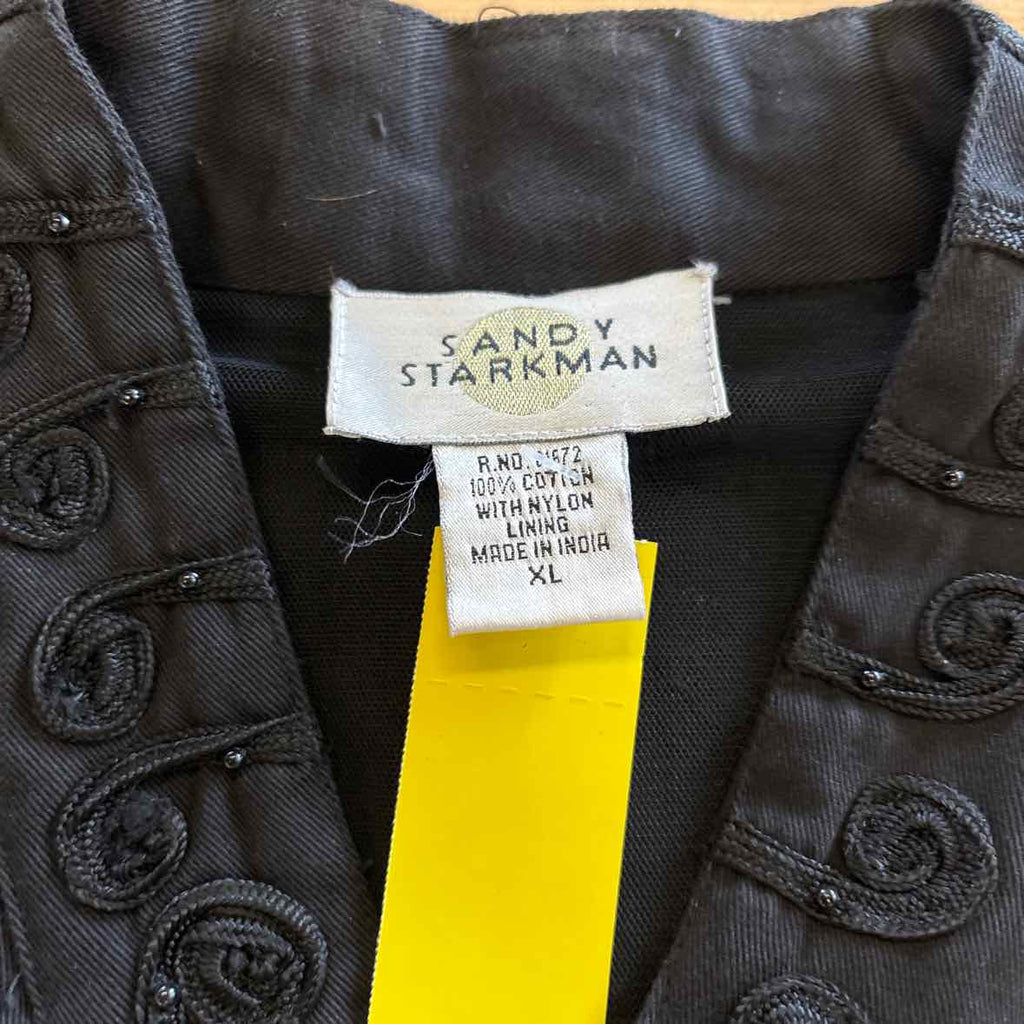 SANDY
STARKMAN
R.NO.
100% COTTON
WITH NYLON
LINING
MADE IN INDIA
XL